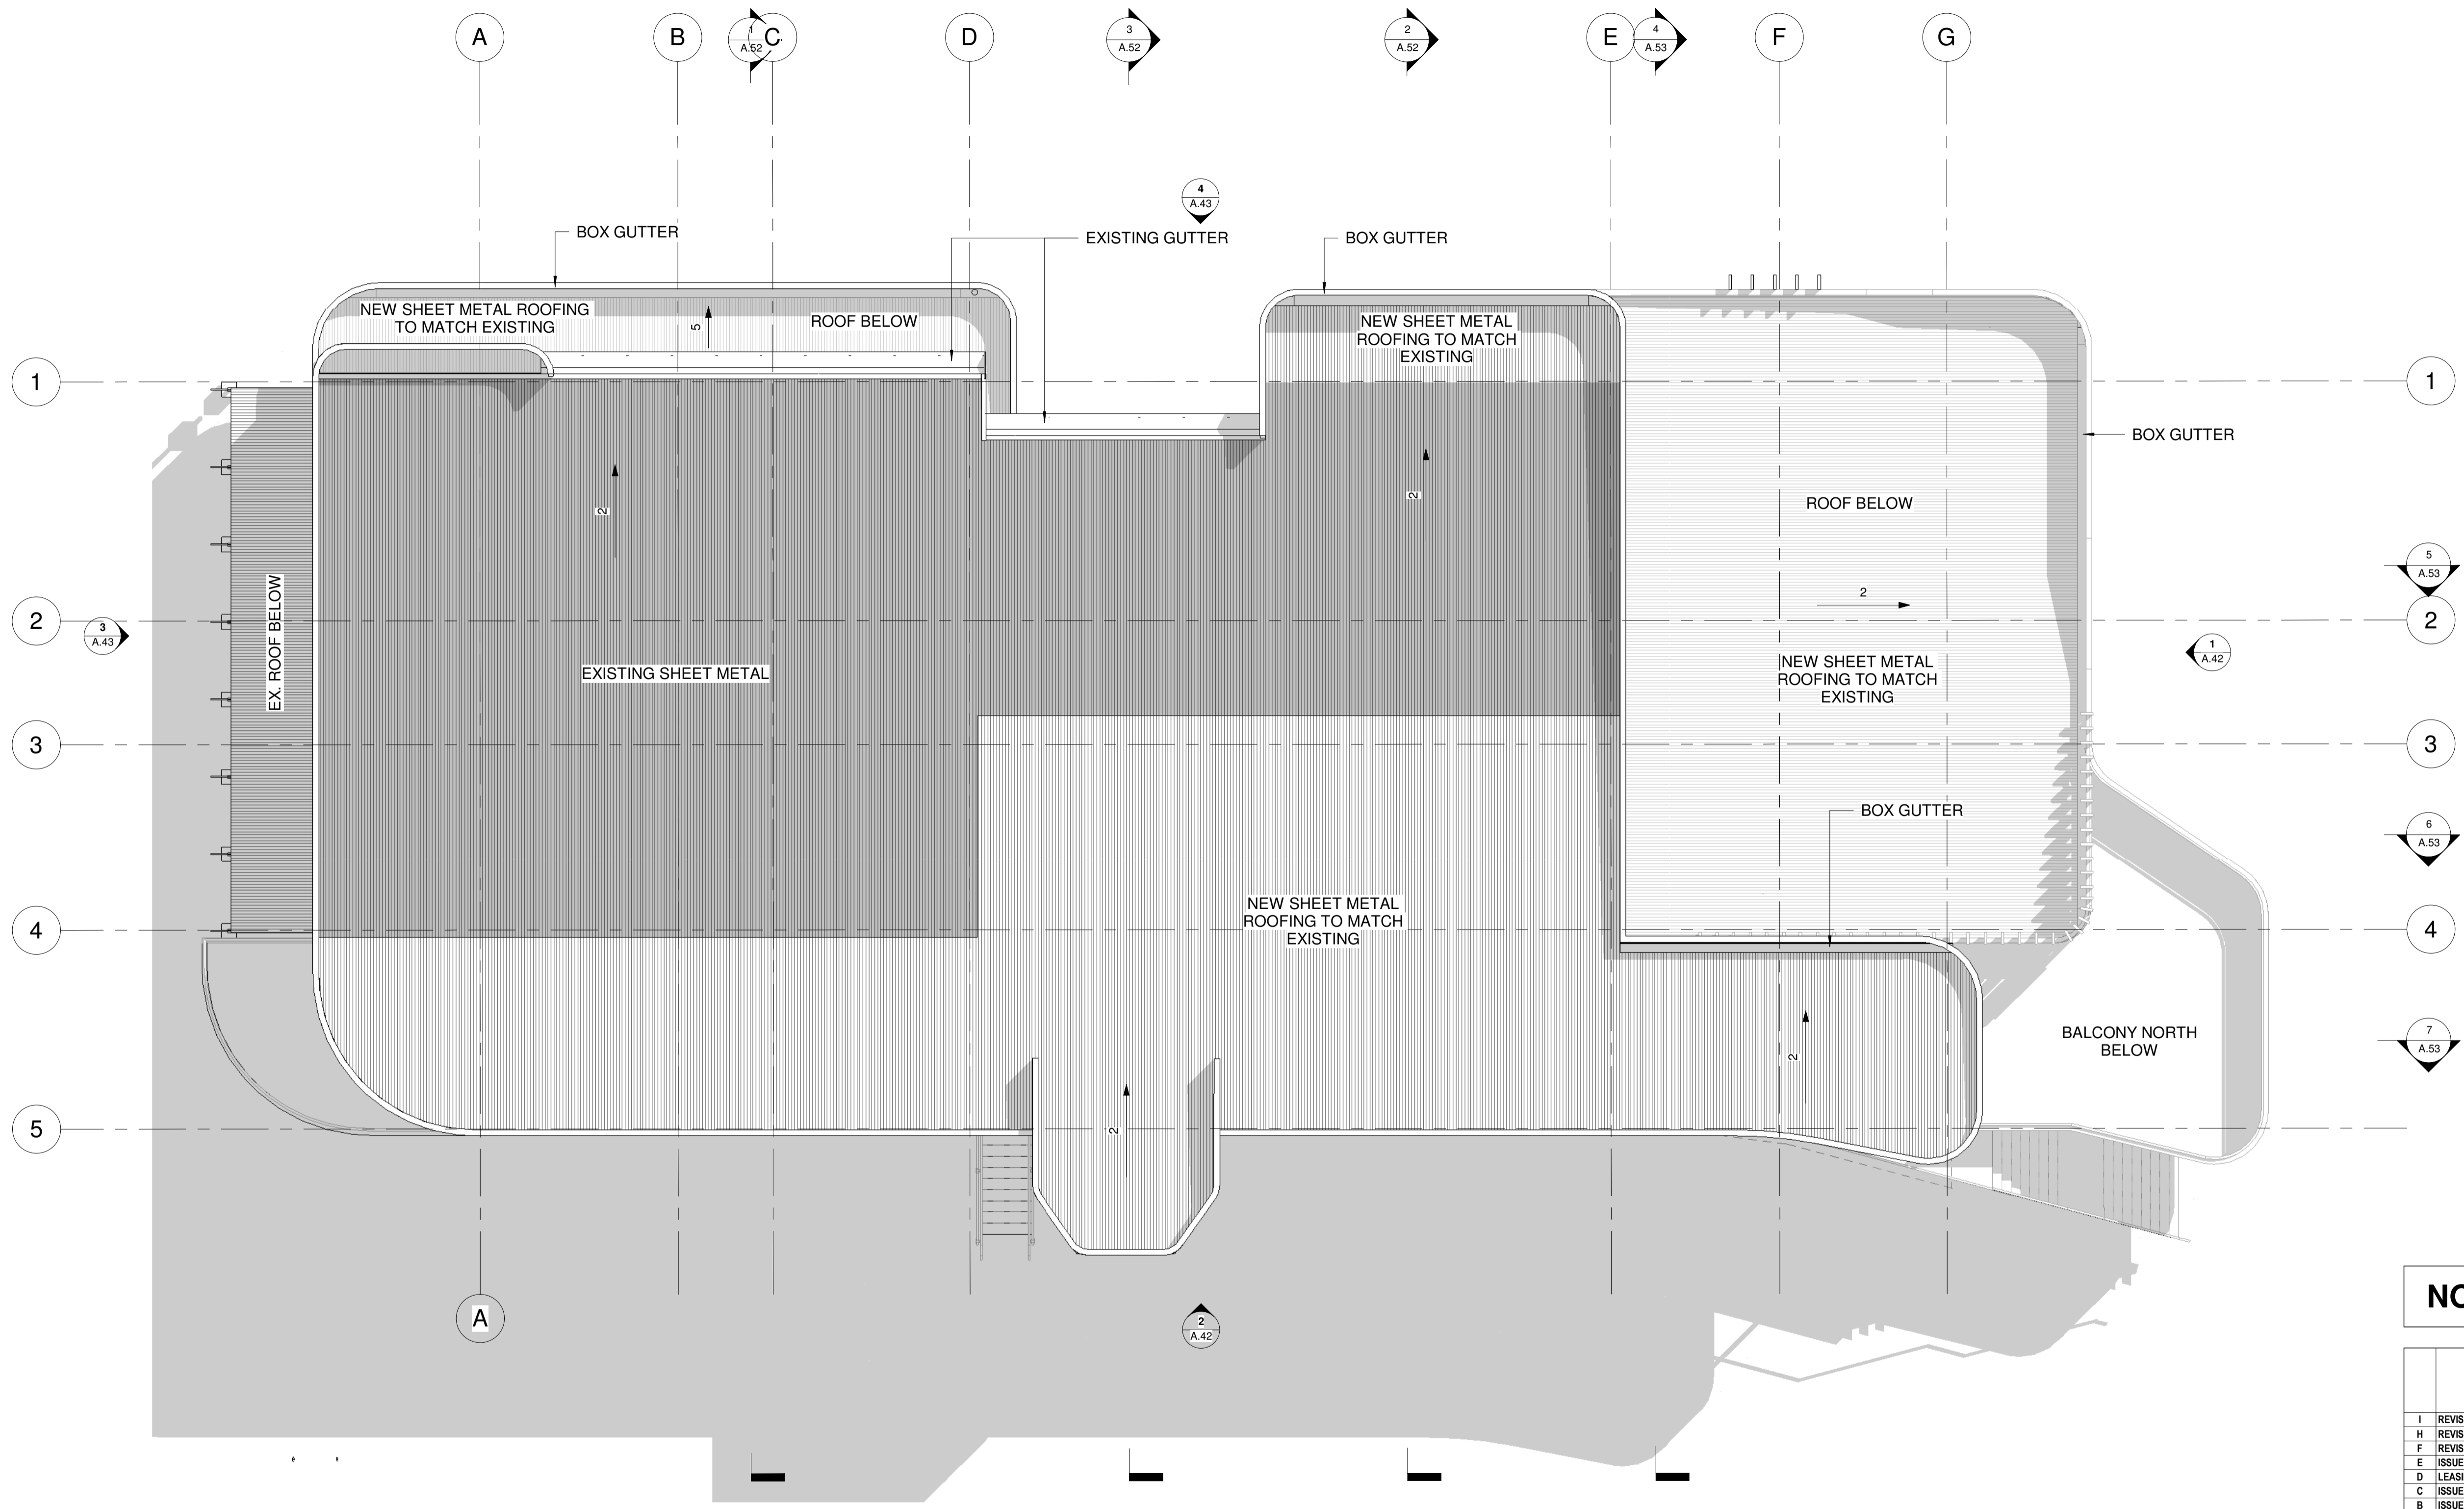 A
B
1
A.52
C
D
3
A.52
2
A.52
E
4
A.53
F
G
4
A.43
BOX GUTTER
EXISTING GUTTER
BOX GUTTER
NEW SHEET METAL ROOFING
TO MATCH EXISTING
5
ROOF BELOW
NEW SHEET METAL
ROOFING TO MATCH
EXISTING
1
1
BOX GUTTER
2
2
ROOF BELOW
5
A.53
2
EX. ROOF BELOW
2
3
A.43
2
1
A.42
EXISTING SHEET METAL
NEW SHEET METAL
ROOFING TO MATCH
EXISTING
3
3
BOX GUTTER
6
A.53
NEW SHEET METAL
ROOFING TO MATCH
EXISTING
4
4
BALCONY NORTH
BELOW
7
A.53
2
2
5
A
2
A.42
NO
I REVIS
H REVIS
F REVIS
E ISSUE
D LEASI
C ISSUE
B ISSUE